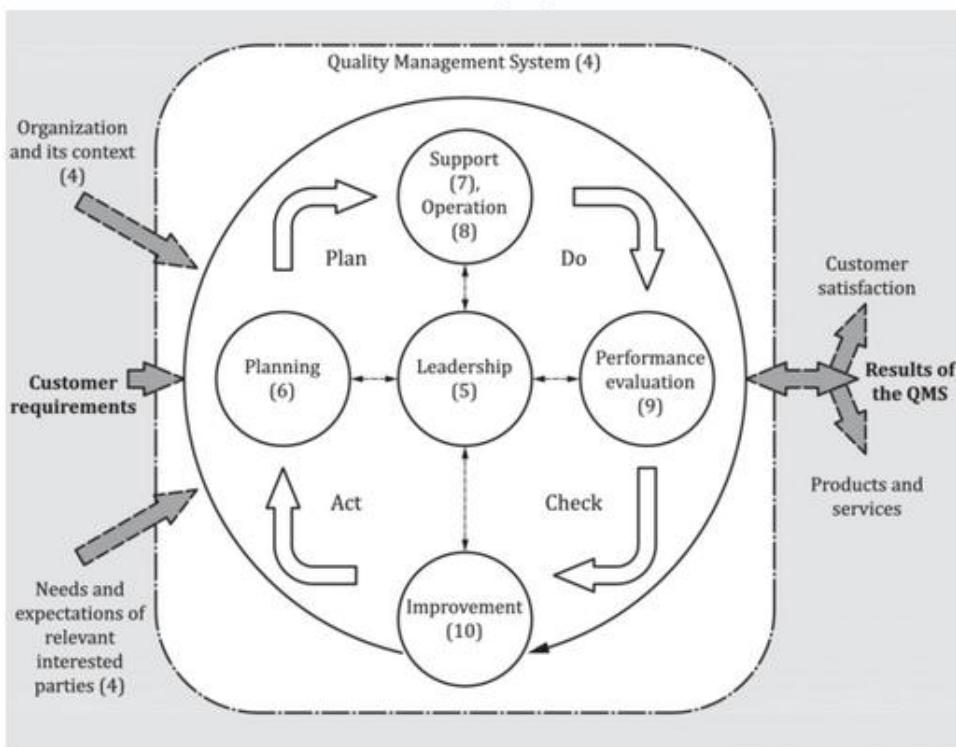 Quality Management System (4)
Organization
and its context
(4)
Support
(7),
Operation
(8)
Plan
Do
Customer
satisfaction
Planning
(6)
Leadership
(5)
Performance
evaluation
(9)
Customer
requirements
Results of
the QMS
Act
Check
Products and
services
Needs and
expectations of
relevant
interested
parties (4)
Improvement
(10)